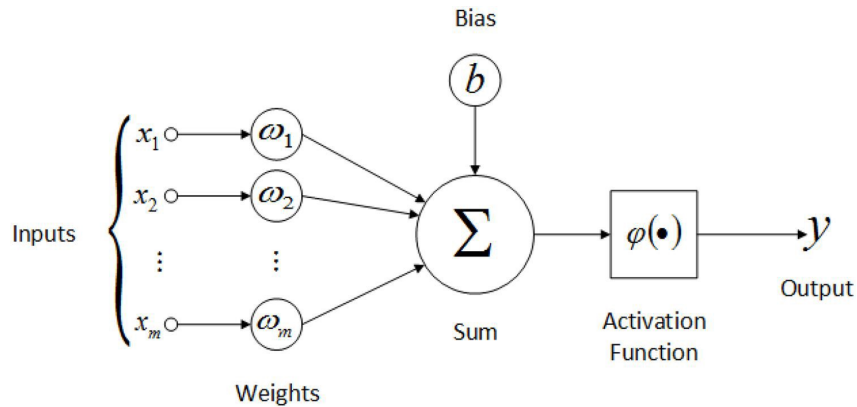 Bias
b
x₁ ω₁
x₂ ω₂
Inputs
Σ
φ(•)
y
⋮ ⋮
Output
xₘ ωₘ
Sum
Activation
Function
Weights